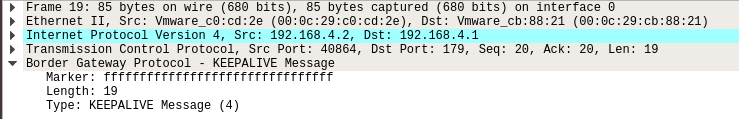 Frame 19: 85 bytes on wire (680 bits), 85 bytes captured (680 bits) on interface 0
Ethernet II, Src: Vmware_c0:cd:2e (00:0c:29:c0:cd:2e), Dst: Vmware_cb:88:21 (00:0c:29:cb:88:21)
Internet Protocol Version 4, Src: 192.168.4.2, Dst: 192.168.4.1
Transmission Control Protocol, Src Port: 40864, Dst Port: 179, Seq: 20, Ack: 20, Len: 19
Border Gateway Protocol - KEEPALIVE Message
Marker: ffffffffffffffffffffffffffffffff
Length: 19
Type: KEEPALIVE Message (4)